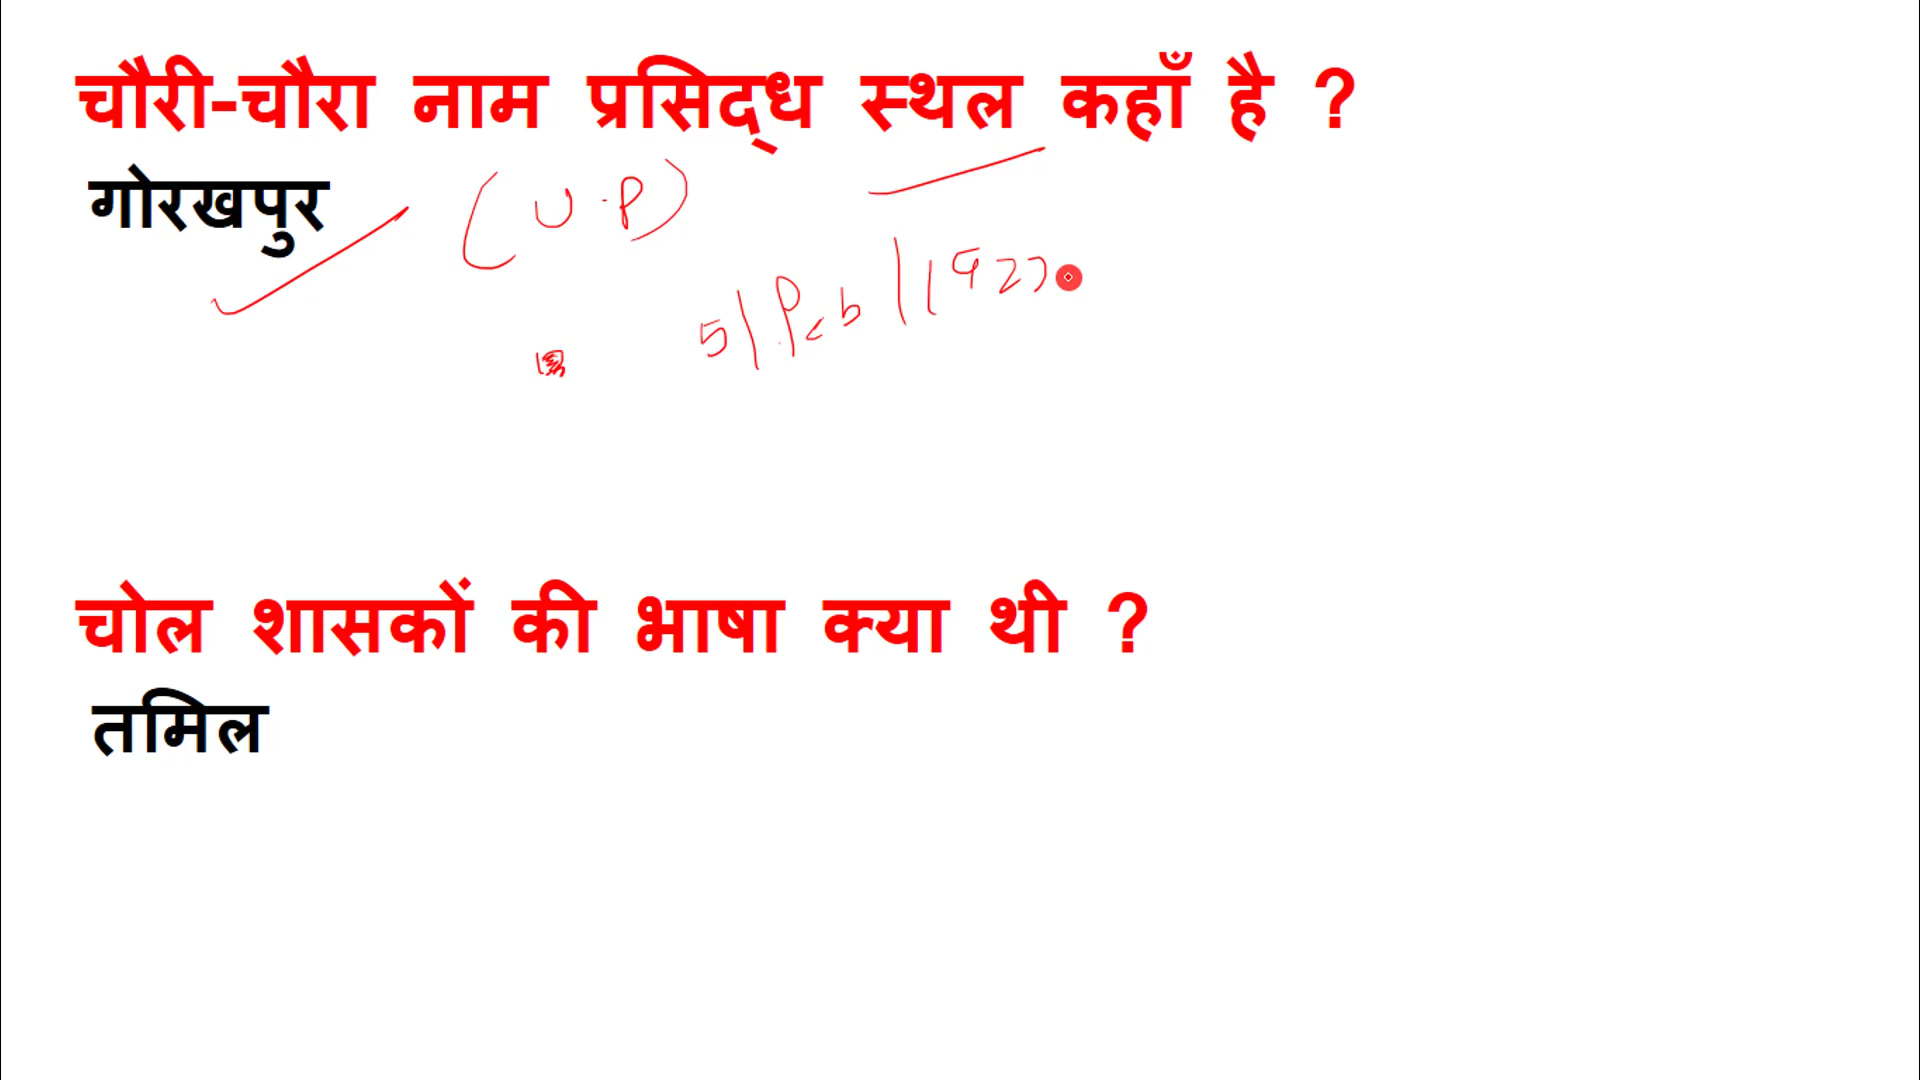 चौरी-चौरा नाम प्रसिद्ध स्थल कहाँ है ?
गोरखपुर (U.P)
5/Feb/1922
चोल शासकों की भाषा क्या थी ?
तमिल